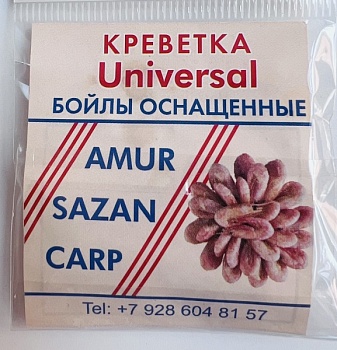 КРЕВЕТКА
Universal
БОЙЛЫ ОСНАЩЕННЫЕ
AMUR
SAZAN
CARP
Tel: +7 928 604 81 57